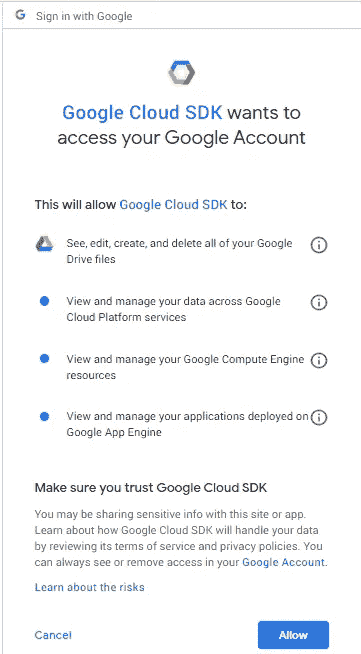 Sign in with Google
Google Cloud SDK wants to
access your Google Account
This will allow Google Cloud SDK to:
See, edit, create, and delete all of your Google
Drive files
View and manage your data across Google
Cloud Platform services
View and manage your Google Compute Engine
resources
View and manage your applications deployed on
Google App Engine
Make sure you trust Google Cloud SDK
You may be sharing sensitive info with this site or app.
Learn about how Google Cloud SDK will handle your data
by reviewing its terms of service and privacy policies. You
can always see or remove access in your Google Account.
Learn about the risks
Cancel
Allow